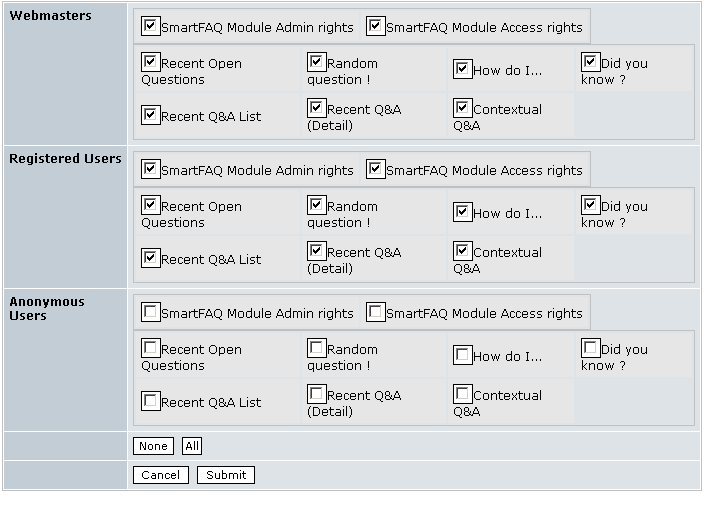 Webmasters
SmartFAQ Module Admin rights SmartFAQ Module Access rights
Recent Open Questions
Random question !
How do I...
Did you know ?
Recent Q&A List
Recent Q&A (Detail)
Contextual Q&A
Registered Users
SmartFAQ Module Admin rights SmartFAQ Module Access rights
Recent Open Questions
Random question !
How do I...
Did you know ?
Recent Q&A List
Recent Q&A (Detail)
Contextual Q&A
Anonymous Users
SmartFAQ Module Admin rights SmartFAQ Module Access rights
Recent Open Questions
Random question !
How do I...
Did you know ?
Recent Q&A List
Recent Q&A (Detail)
Contextual Q&A
None All
Cancel Submit